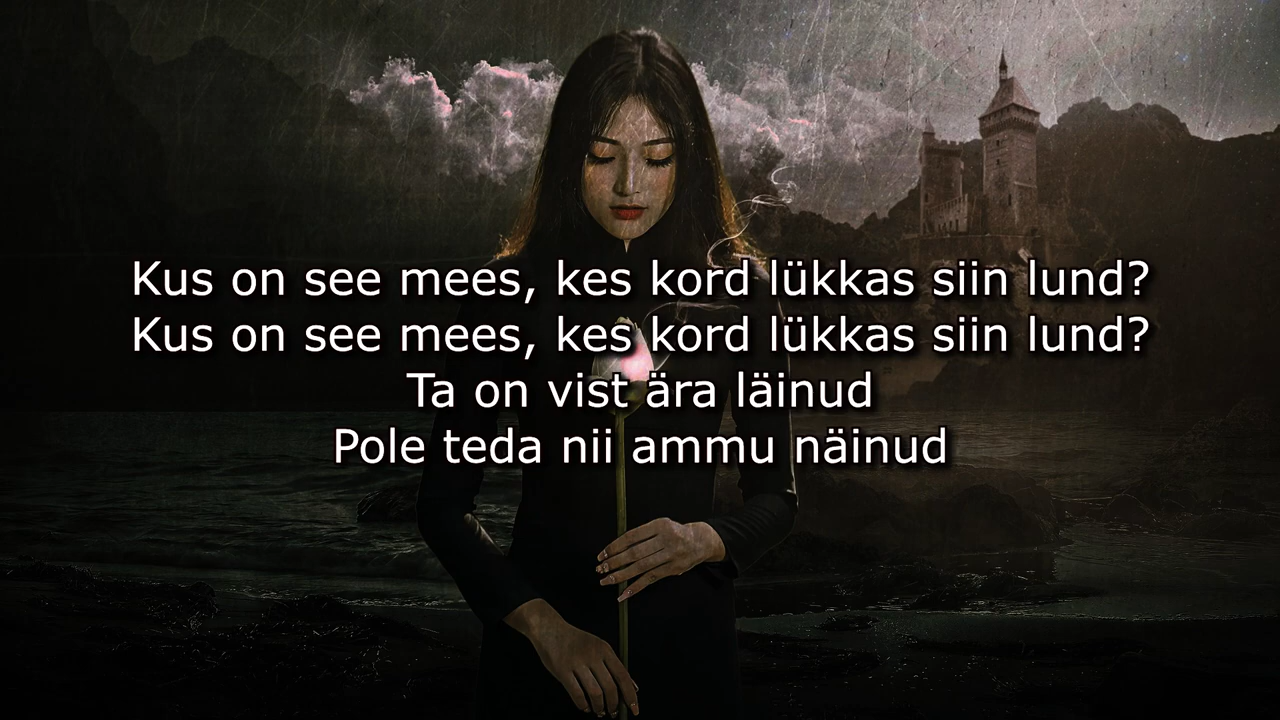 Kus on see mees, kes kord lükkas siin lund?
Kus on see mees, kes kord lükkas siin lund?
Ta on vist ära läinud
Pole teda nii ammu näinud